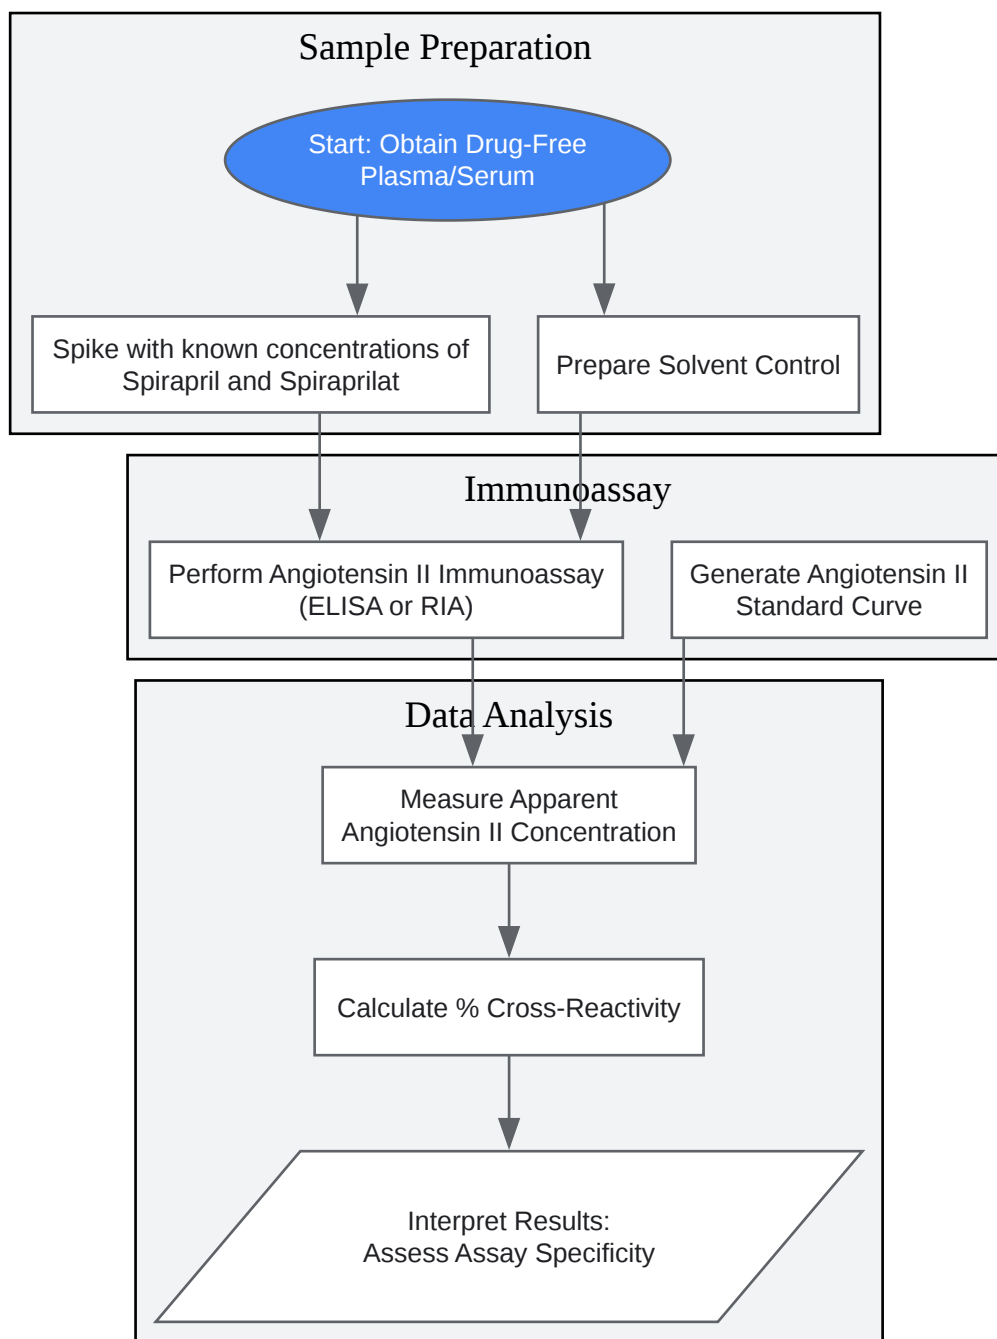 Sample Preparation
Start: Obtain Drug-Free
Plasma/Serum
Spike with known concentrations of
Spirapril and Spiraprilat
Prepare Solvent Control
Immunoassay
Perform Angiotensin II Immunoassay
(ELISA or RIA)
Generate Angiotensin II
Standard Curve
Data Analysis
Measure Apparent
Angiotensin II Concentration
Calculate % Cross-Reactivity
Interpret Results:
Assess Assay Specificity